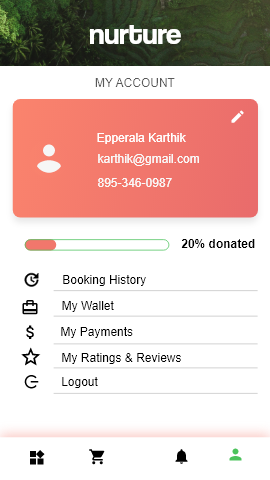 nurture
MY ACCOUNT
Epperala Karthik
karthik@gmail.com
895-346-0987
20% donated
Booking History
My Wallet
$ My Payments
My Ratings & Reviews
Logout